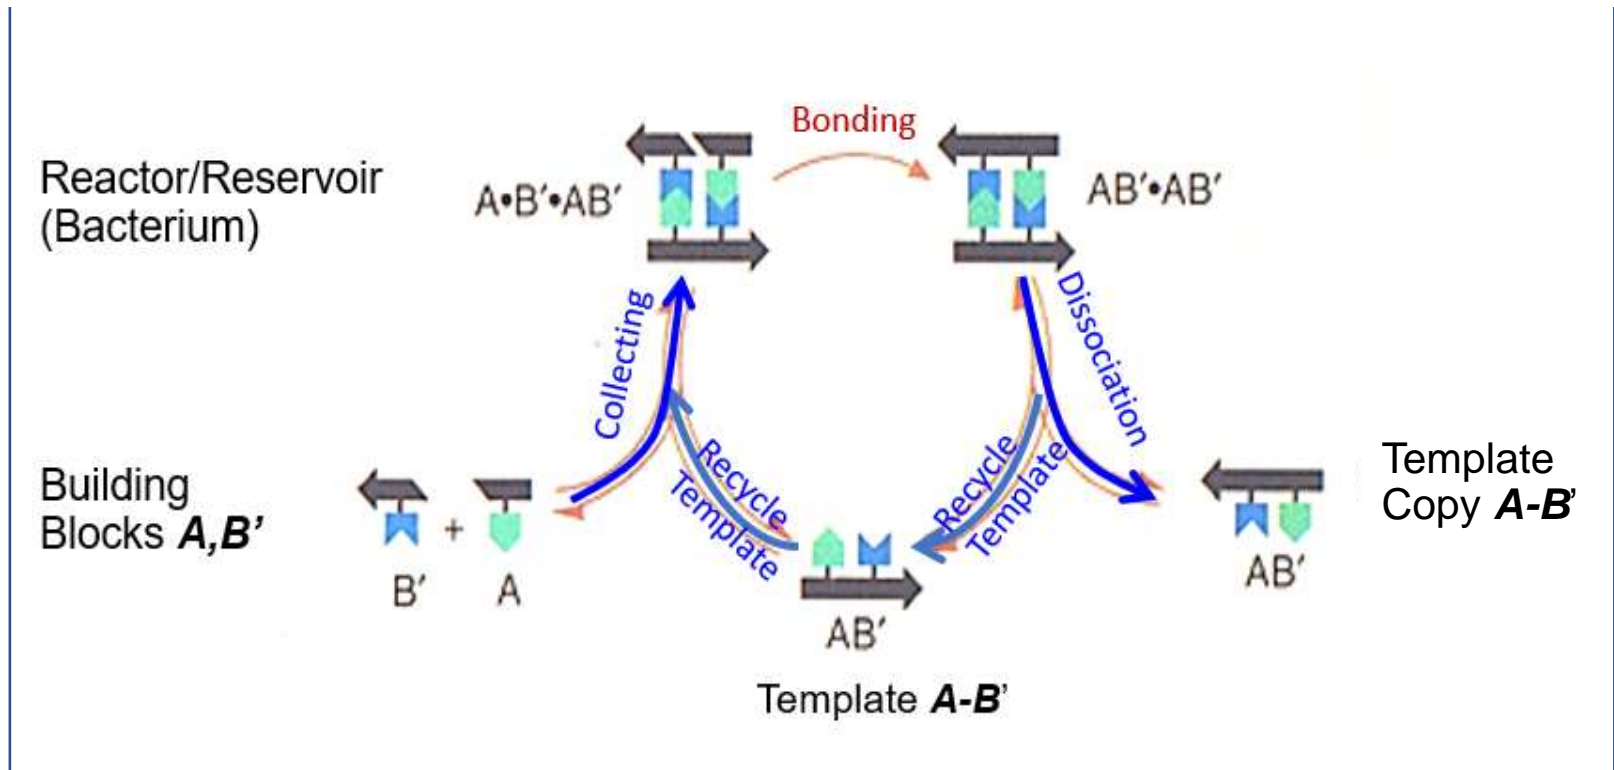 Bonding
Reactor/Reservoir
(Bacterium)
A•B′•AB′
AB′•AB′
Collecting
Dissociation
Recycle
Template
Recycle
Template
Building
Blocks A,B’
B′
+
A
AB′
Template A-B’
Template
Copy A-B’
AB′